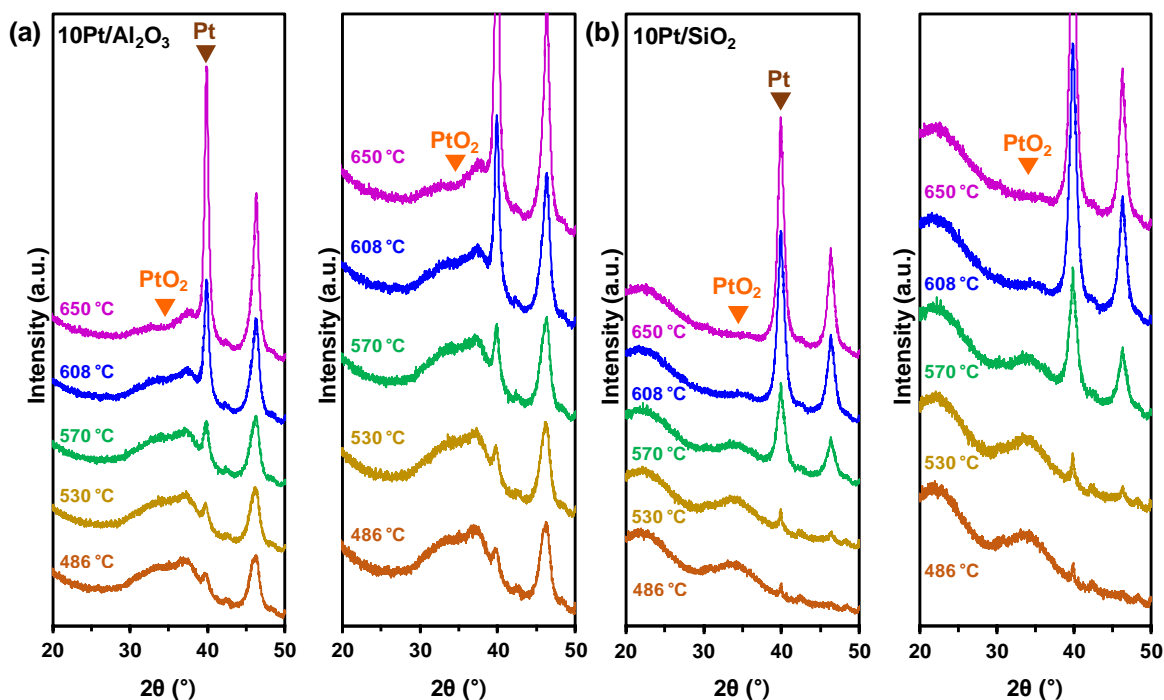 (a)
10Pt/Al₂O₃
Pt
PtO₂
650 °C
608 °C
570 °C
530 °C
486 °C
Intensity (a.u.)
20 30 40 50
2θ (°)
PtO₂
650 °C
608 °C
570 °C
530 °C
486 °C
Intensity (a.u.)
20 30 40 50
2θ (°)
(b)
10Pt/SiO₂
Pt
PtO₂
650 °C
608 °C
570 °C
530 °C
486 °C
Intensity (a.u.)
20 30 40 50
2θ (°)
PtO₂
650 °C
608 °C
570 °C
530 °C
486 °C
Intensity (a.u.)
20 30 40 50
2θ (°)